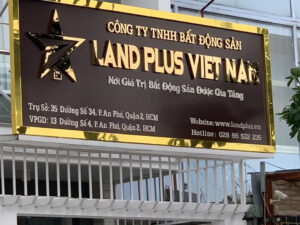 CÔNG TY TNHH BẤT ĐỘNG SẢN
LAND PLUS VIET NAM
Nơi Giá Trị Bất Động Sản Được Gia Tăng
Trụ Sở: 35 Đường Số 34, P. An Phú, Quận 2, HCM
VPGD: 13 Đường Số 4, P. An Phú, Quận 2, HCM
Website: www.landplus.vn
Hotline: 028 66 532 235